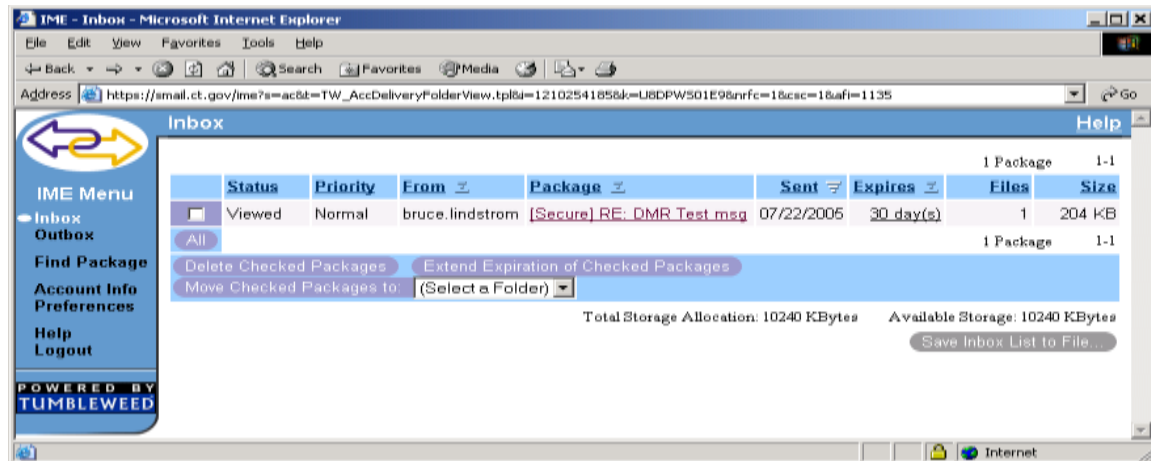 IME - Inbox - Microsoft Internet Explorer
File Edit View Favorites Tools Help
Back Search Favorites Media
Address https://smail.ct.gov/ime?s=ac&t=TW_AccDeliveryFolderView.tpl&i=1210254185&k=U8DPWS01E9&nrfc=1&csc=1&afi=1135 Go
Inbox Help
1 Package 1-1
IME Menu
Inbox
Outbox
Find Package
Account Info
Preferences
Help
Logout
POWERED BY
TUMBLEWEED
Status Priority From Package Sent Expires Files Size
Viewed Normal bruce.lindstrom [Secure] RE: DMR Test msg 07/22/2005 30 day(s) 1 204 KB
All 1 Package 1-1
Delete Checked Packages Extend Expiration of Checked Packages
Move Checked Packages to: (Select a Folder)
Total Storage Allocation: 10240 KBytes Available Storage: 10240 KBytes
Save Inbox List to File...
Internet